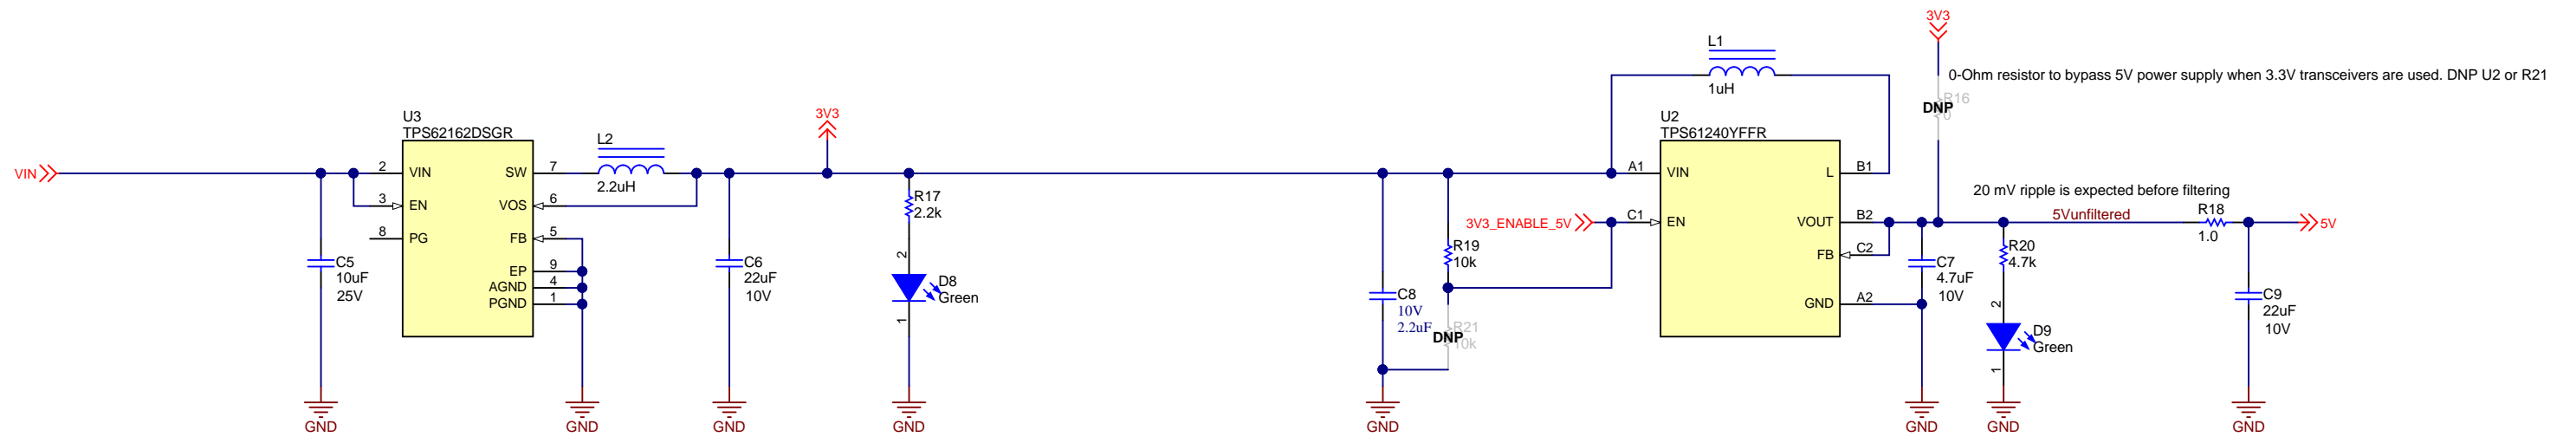 3V3
L1
1uH
0-Ohm resistor to bypass 5V power supply when 3.3V transceivers are used. DNP U2 or R21
R16
DNP
0
U3
TPS62162DSGR
3V3
U2
TPS61240YFFR
L2
2.2uH
VIN
2 VIN SW 7
3 EN VOS 6
8 PG FB 5
EP 9
AGND 4
PGND 1
A1 VIN L B1
C1 EN VOUT B2
FB C2
GND A2
20 mV ripple is expected before filtering
5Vunfiltered
R18
1.0
5V
R17
2.2k
3V3_ENABLE_5V
R19
10k
R20
4.7k
C5
10uF
25V
C6
22uF
10V
2
D8
Green
1
C8
10V
2.2uF
R21
DNP
10k
C7
4.7uF
10V
2
D9
Green
1
C9
22uF
10V
GND
GND
GND
GND
GND
GND
GND
GND